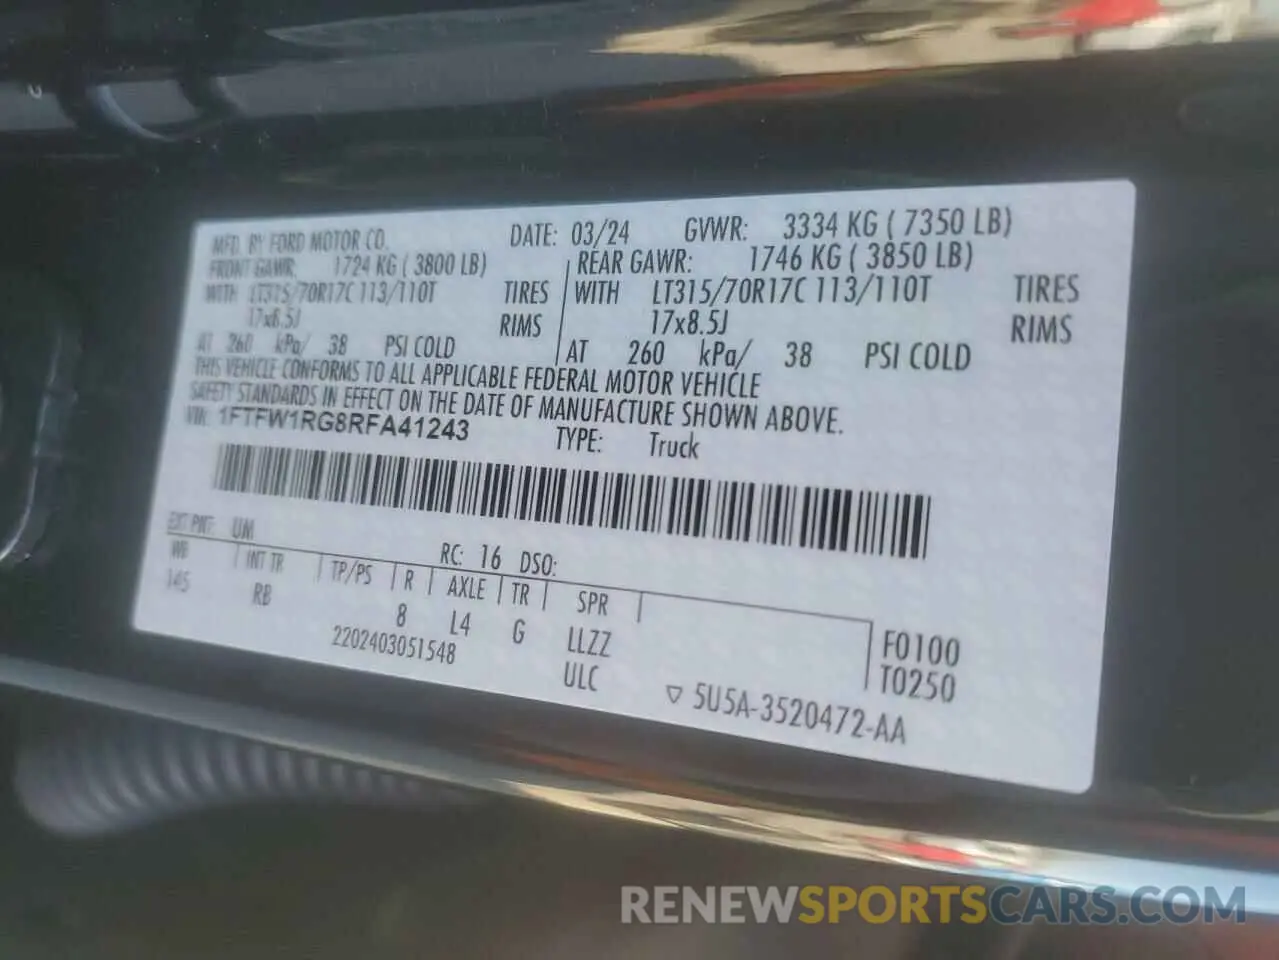 MFD. BY FORD MOTOR CO. DATE: 03/24 GVWR: 3334 KG ( 7350 LB)
FRONT GAWR: 1724 KG ( 3800 LB) REAR GAWR: 1746 KG ( 3850 LB)
WITH LT315/70R17C 113/110T TIRES WITH LT315/70R17C 113/110T TIRES
17x8.5J RIMS 17x8.5J RIMS
AT 260 kPa/ 38 PSI COLD AT 260 kPa/ 38 PSI COLD
THIS VEHICLE CONFORMS TO ALL APPLICABLE FEDERAL MOTOR VEHICLE
SAFETY STANDARDS IN EFFECT ON THE DATE OF MANUFACTURE SHOWN ABOVE.
VIN: 1FTFW1RG8RFA41243 TYPE: Truck
EXT PNT: UM RC: 16 DSO:
WB INT TR TP/PS R AXLE TR SPR
145 RB 8 L4 G LLZZ F0100
2202403051548 ULC T0250
▽ 5U5A-3520472-AA
RENEWSPORTSCARS.COM